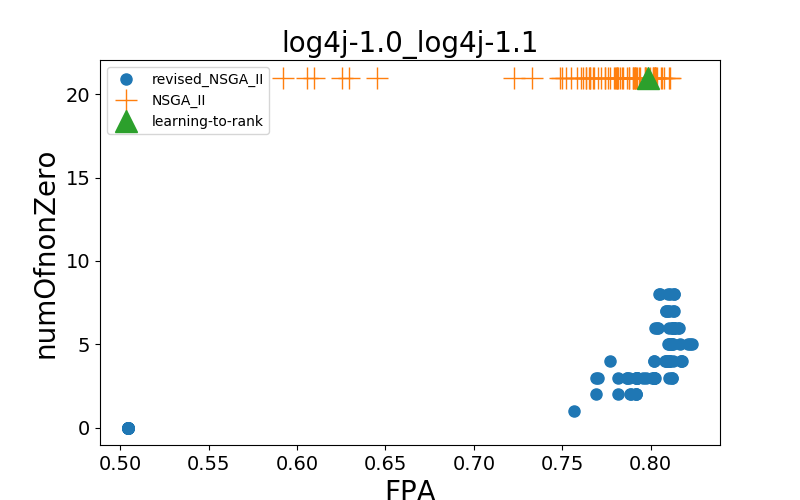 log4j-1.0_log4j-1.1
revised_NSGA_II
NSGA_II
learning-to-rank
numOfnonZero
20
15
10
5
0
0.50 0.55 0.60 0.65 0.70 0.75 0.80
FPA